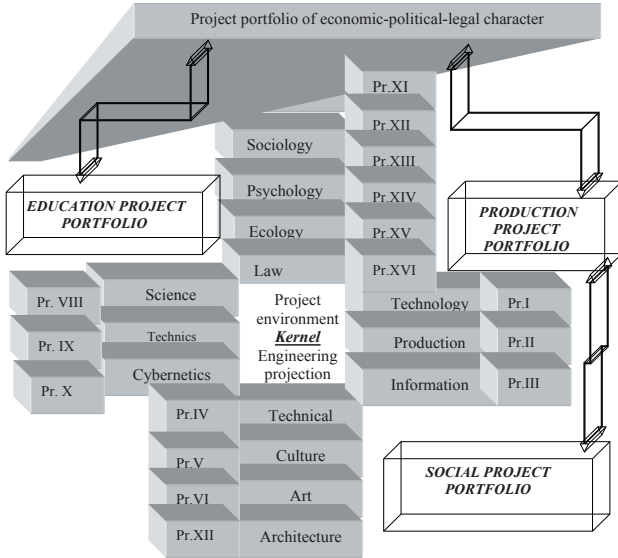 Project portfolio of economic-political-legal character
Pr.XI
Pr.XII
Sociology
Pr.XIII
Psychology
Pr.XIV
EDUCATION PROJECT
PORTFOLIO
PRODUCTION
PROJECT
PORTFOLIO
Ecology
Pr.XV
Law
Pr.XVI
Pr. VIII
Science
Project
environment
Kernel
Engineering
projection
Technology
Pr.I
Pr. IX
Technics
Production
Pr.II
Pr. X
Cybernetics
Information
Pr.III
Pr.IV
Technical
Pr.V
Culture
SOCIAL PROJECT
PORTFOLIO
Pr.VI
Art
Pr.XII
Architecture